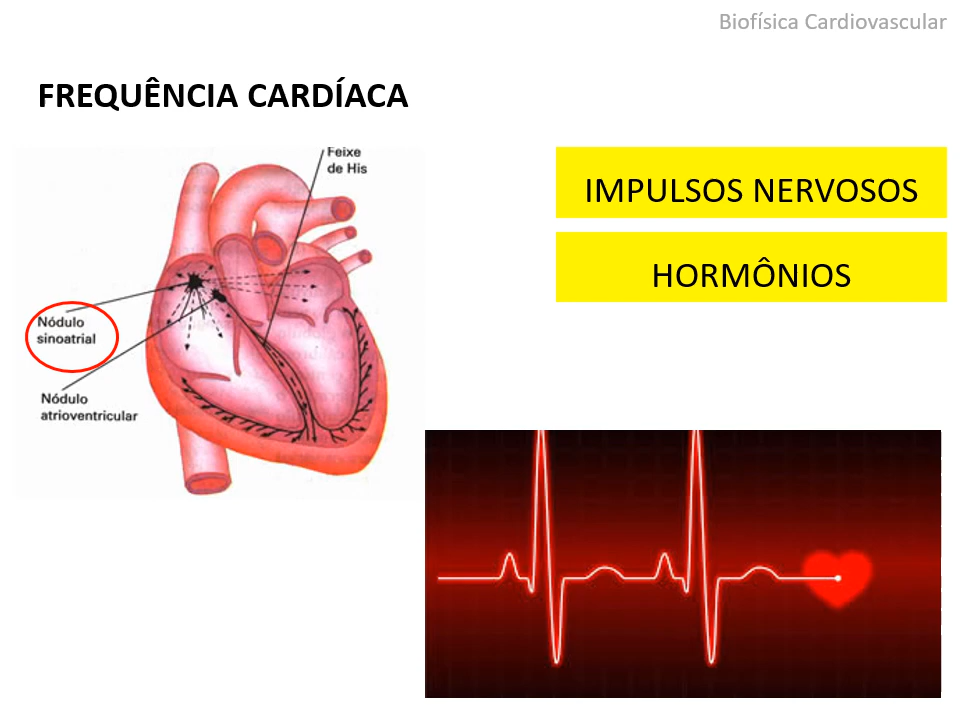 Biofísica Cardiovascular
FREQUÊNCIA CARDÍACA
Feixe
de His
IMPULSOS NERVOSOS
HORMÔNIOS
Nódulo
sinoatrial
Nódulo
atrioventricular